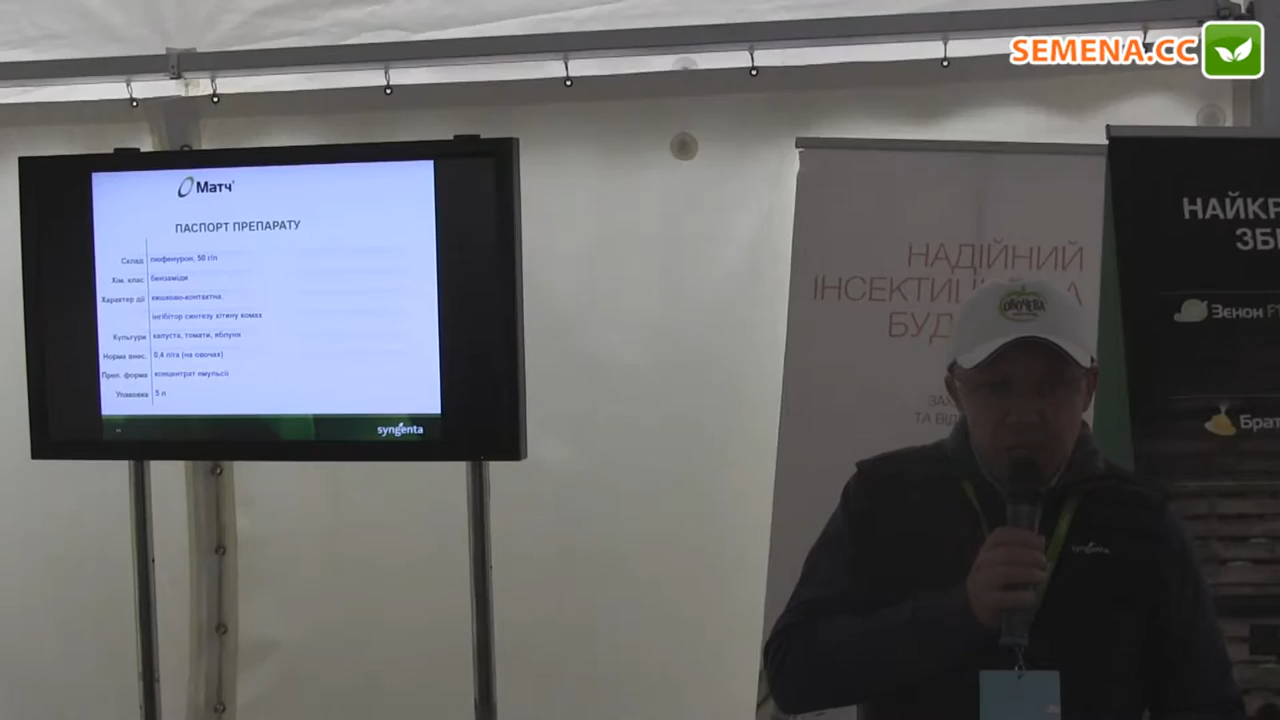 SEMENA.CC
Матч
ПАСПОРТ ПРЕПАРАТУ
Склад люфенурон, 50 г/л
Хім. клас бензаміди
Характер дії кишково-контактна,
інгібітор синтезу хітину комах
Культури капуста, томати, яблуня
Норма внес. 0,4 л/га (на овочах)
Преп. форма концентрат емульсії
Упаковка 5 л
syngenta
НАДІЙНИЙ
ІНСЕКТИ
БУД
ЗАХ
ТА ВІД
ОВОЧЕВА
syngenta
НАЙКР
ЗБІ
Зенон F
Брат